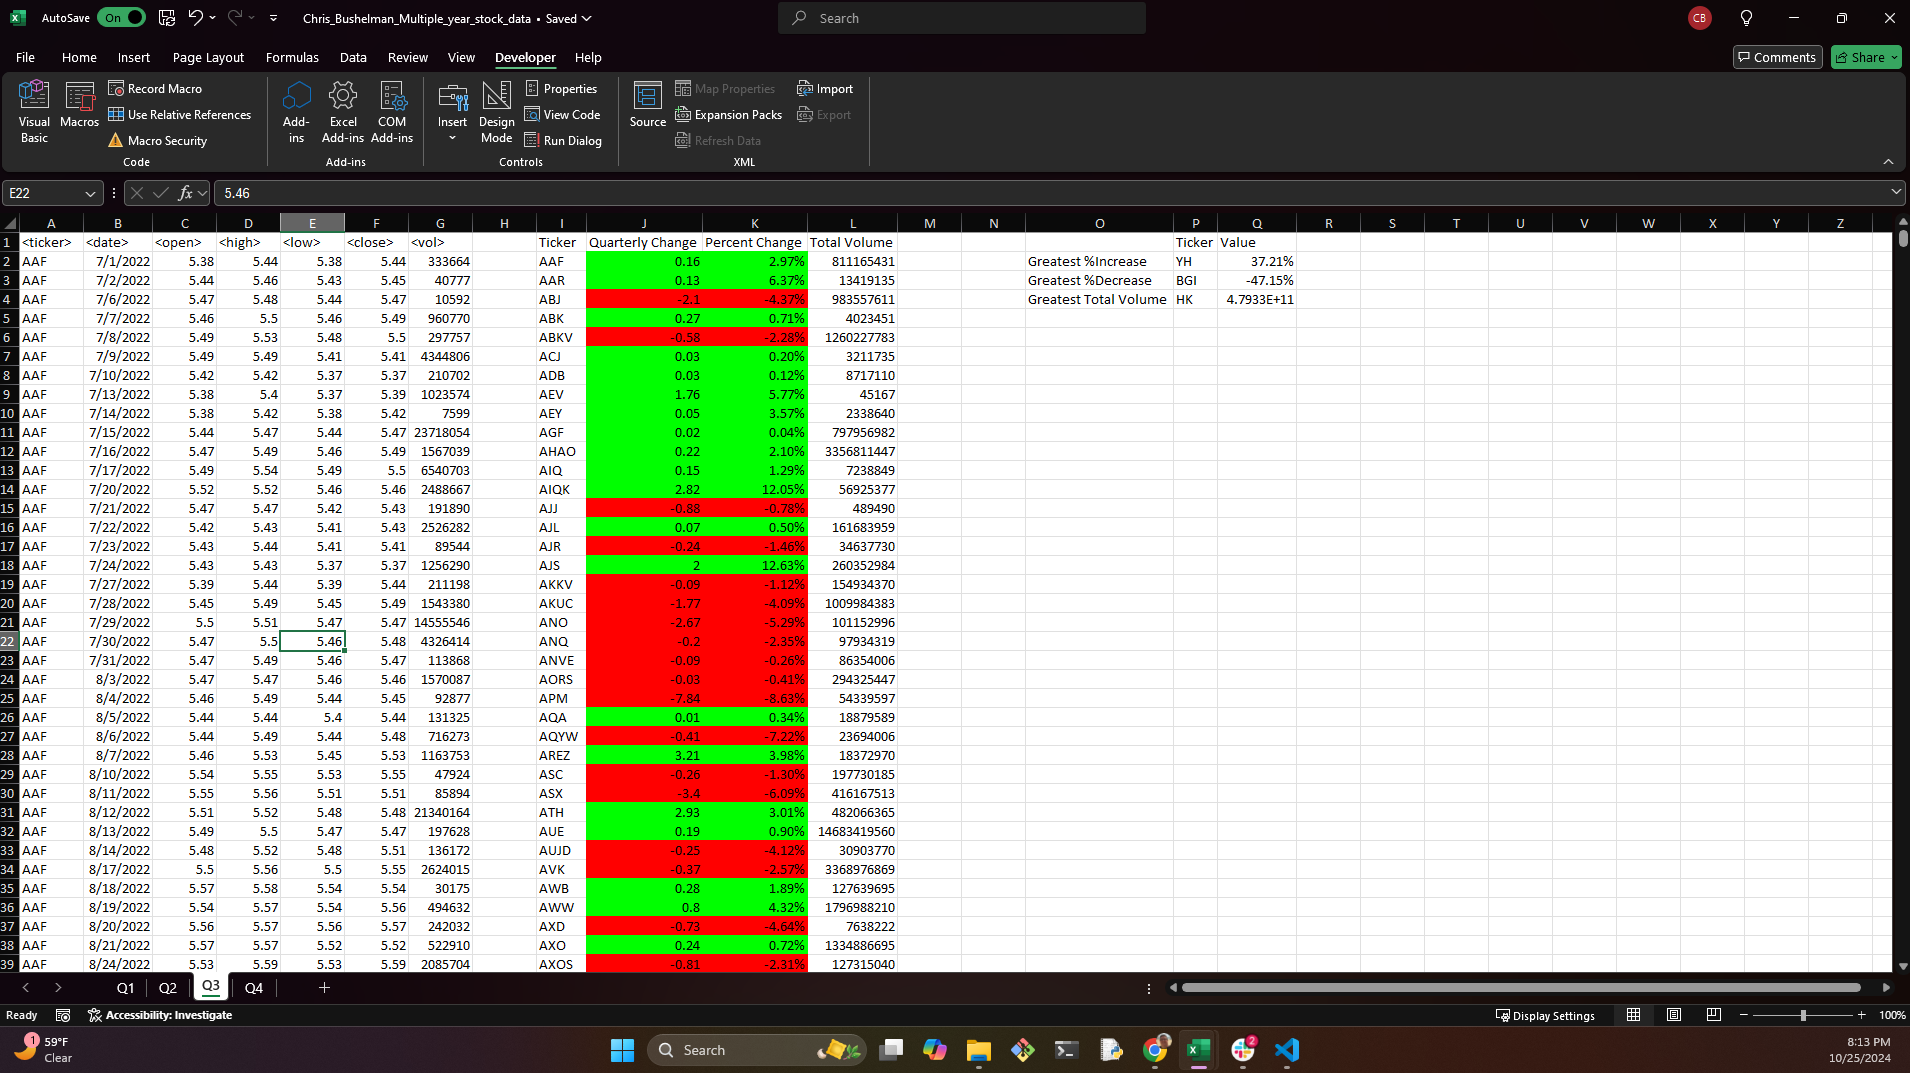 AutoSave On Chris_Bushelman_Multiple_year_stock_data • Saved Search CB
File Home Insert Page Layout Formulas Data Review View Developer Help Comments Share
Visual Basic Macros Record Macro Use Relative References Macro Security Code
Add-ins Excel Add-ins COM Add-ins Add-ins
Insert Design Mode Properties View Code Run Dialog Controls
Source Map Properties Expansion Packs Refresh Data Import Export XML
E22 fx 5.46
A B C D E F G H I J K L M N O P Q R S T U V W X Y Z
1 <ticker> <date> <open> <high> <low> <close> <vol> Ticker Quarterly Change Percent Change Total Volume Ticker Value
2 AAF 7/1/2022 5.38 5.44 5.38 5.44 333664 AAF 0.16 2.97% 811165431 Greatest %Increase YH 37.21%
3 AAF 7/2/2022 5.44 5.46 5.43 5.45 40777 AAR 0.13 6.37% 13419135 Greatest %Decrease BGI -47.15%
4 AAF 7/6/2022 5.47 5.48 5.44 5.47 10592 ABJ -2.1 -4.37% 983557611 Greatest Total Volume HK 4.7933E+11
5 AAF 7/7/2022 5.46 5.5 5.46 5.49 960770 ABK 0.27 0.71% 4023451
6 AAF 7/8/2022 5.49 5.53 5.48 5.5 297757 ABKV -0.58 -2.28% 1260227783
7 AAF 7/9/2022 5.49 5.49 5.41 5.41 4344806 ACJ 0.03 0.20% 3211735
8 AAF 7/10/2022 5.42 5.42 5.37 5.37 210702 ADB 0.03 0.12% 8717110
9 AAF 7/13/2022 5.38 5.4 5.37 5.39 1023574 AEV 1.76 5.77% 45167
10 AAF 7/14/2022 5.38 5.42 5.38 5.42 7599 AEY 0.05 3.57% 2338640
11 AAF 7/15/2022 5.44 5.47 5.44 5.47 23718054 AGF 0.02 0.04% 797956982
12 AAF 7/16/2022 5.47 5.49 5.46 5.49 1567039 AHAO 0.22 2.10% 3356811447
13 AAF 7/17/2022 5.49 5.54 5.49 5.5 6540703 AIQ 0.15 1.29% 7238849
14 AAF 7/20/2022 5.52 5.52 5.46 5.46 2488667 AIQK 2.82 12.05% 56925377
15 AAF 7/21/2022 5.47 5.47 5.42 5.43 191890 AJJ -0.88 -0.78% 489490
16 AAF 7/22/2022 5.42 5.43 5.41 5.43 2526282 AJL 0.07 0.50% 161683959
17 AAF 7/23/2022 5.43 5.44 5.41 5.41 89544 AJR -0.24 -1.46% 34637730
18 AAF 7/24/2022 5.43 5.43 5.37 5.37 1256290 AJS 2 12.63% 260352984
19 AAF 7/27/2022 5.39 5.44 5.39 5.44 211198 AKKV -0.09 -1.12% 154934370
20 AAF 7/28/2022 5.45 5.49 5.45 5.49 1543380 AKUC -1.77 -4.09% 1009984383
21 AAF 7/29/2022 5.5 5.51 5.47 5.47 14555546 ANO -2.67 -5.29% 101152996
22 AAF 7/30/2022 5.47 5.5 5.46 5.48 4326414 ANQ -0.2 -2.35% 97934319
23 AAF 7/31/2022 5.47 5.49 5.46 5.47 113868 ANVE -0.09 -0.26% 86354006
24 AAF 8/3/2022 5.47 5.47 5.46 5.46 1570087 AORS -0.03 -0.41% 294325447
25 AAF 8/4/2022 5.46 5.49 5.44 5.45 92877 APM -7.84 -8.63% 54339597
26 AAF 8/5/2022 5.44 5.44 5.4 5.44 131325 AQA 0.01 0.34% 18879589
27 AAF 8/6/2022 5.44 5.49 5.44 5.48 716273 AQYW -0.41 -7.22% 23694006
28 AAF 8/7/2022 5.46 5.53 5.45 5.53 1163753 AREZ 3.21 3.98% 18372970
29 AAF 8/10/2022 5.54 5.55 5.53 5.55 47924 ASC -0.26 -1.30% 197730185
30 AAF 8/11/2022 5.55 5.56 5.51 5.51 85894 ASX -3.4 -6.09% 416167513
31 AAF 8/12/2022 5.51 5.52 5.48 5.48 21340164 ATH 2.93 3.01% 482066365
32 AAF 8/13/2022 5.49 5.5 5.47 5.47 197628 AUE 0.19 0.90% 14683419560
33 AAF 8/14/2022 5.48 5.52 5.48 5.51 136172 AUJD -0.25 -4.12% 30903770
34 AAF 8/17/2022 5.5 5.56 5.5 5.55 2624015 AVK -0.37 -2.57% 3368976869
35 AAF 8/18/2022 5.57 5.58 5.54 5.54 30175 AWB 0.28 1.89% 127639695
36 AAF 8/19/2022 5.54 5.57 5.54 5.56 494632 AWW 0.8 4.32% 1796988210
37 AAF 8/20/2022 5.56 5.57 5.56 5.57 242032 AXD -0.73 -4.64% 7638222
38 AAF 8/21/2022 5.57 5.57 5.52 5.52 522910 AXO 0.24 0.72% 1334886695
39 AAF 8/24/2022 5.53 5.59 5.53 5.59 2085704 AXOS -0.81 -2.31% 127315040
Q1 Q2 Q3 Q4
Ready Accessibility: Investigate Display Settings 100%
1 59°F Clear Search 2 8:13 PM
10/25/2024